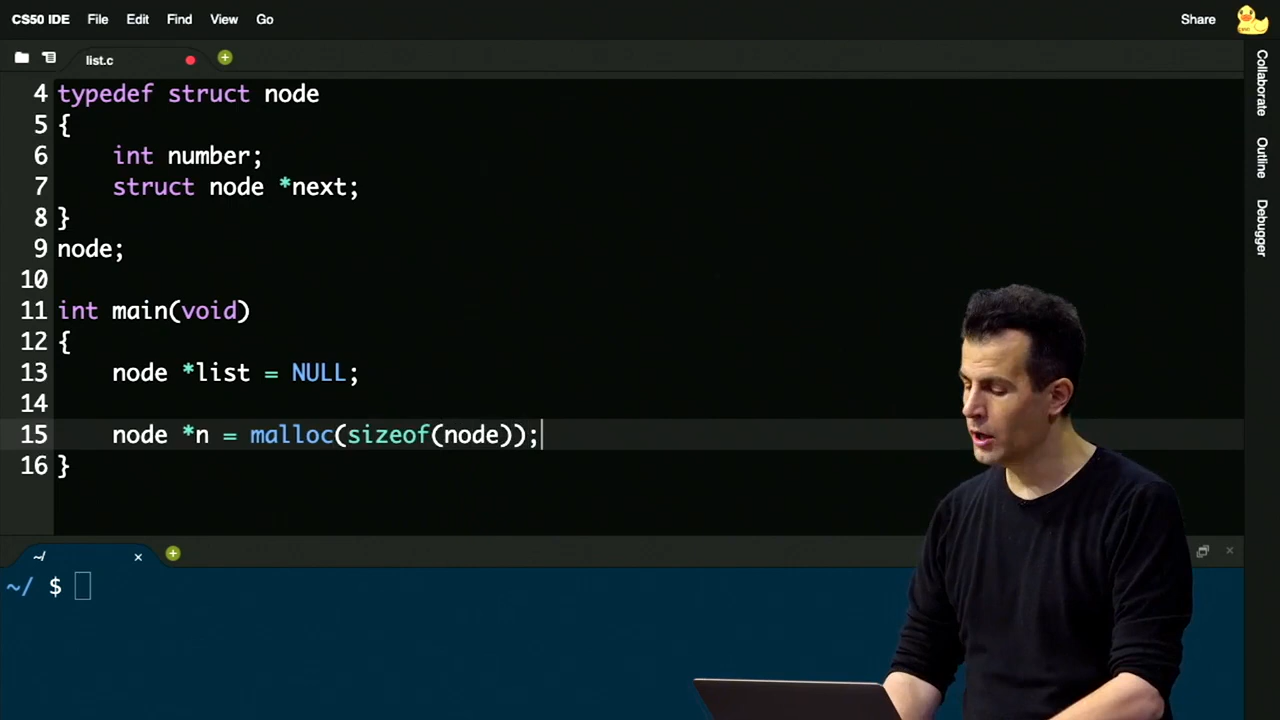 CS50 IDE File Edit Find View Go Share
list.c
4 typedef struct node
5 {
6 int number;
7 struct node *next;
8 }
9 node;
10
11 int main(void)
12 {
13 node *list = NULL;
14
15 node *n = malloc(sizeof(node));
16 }
~/
~/ $
Collaborate
Outline
Debugger